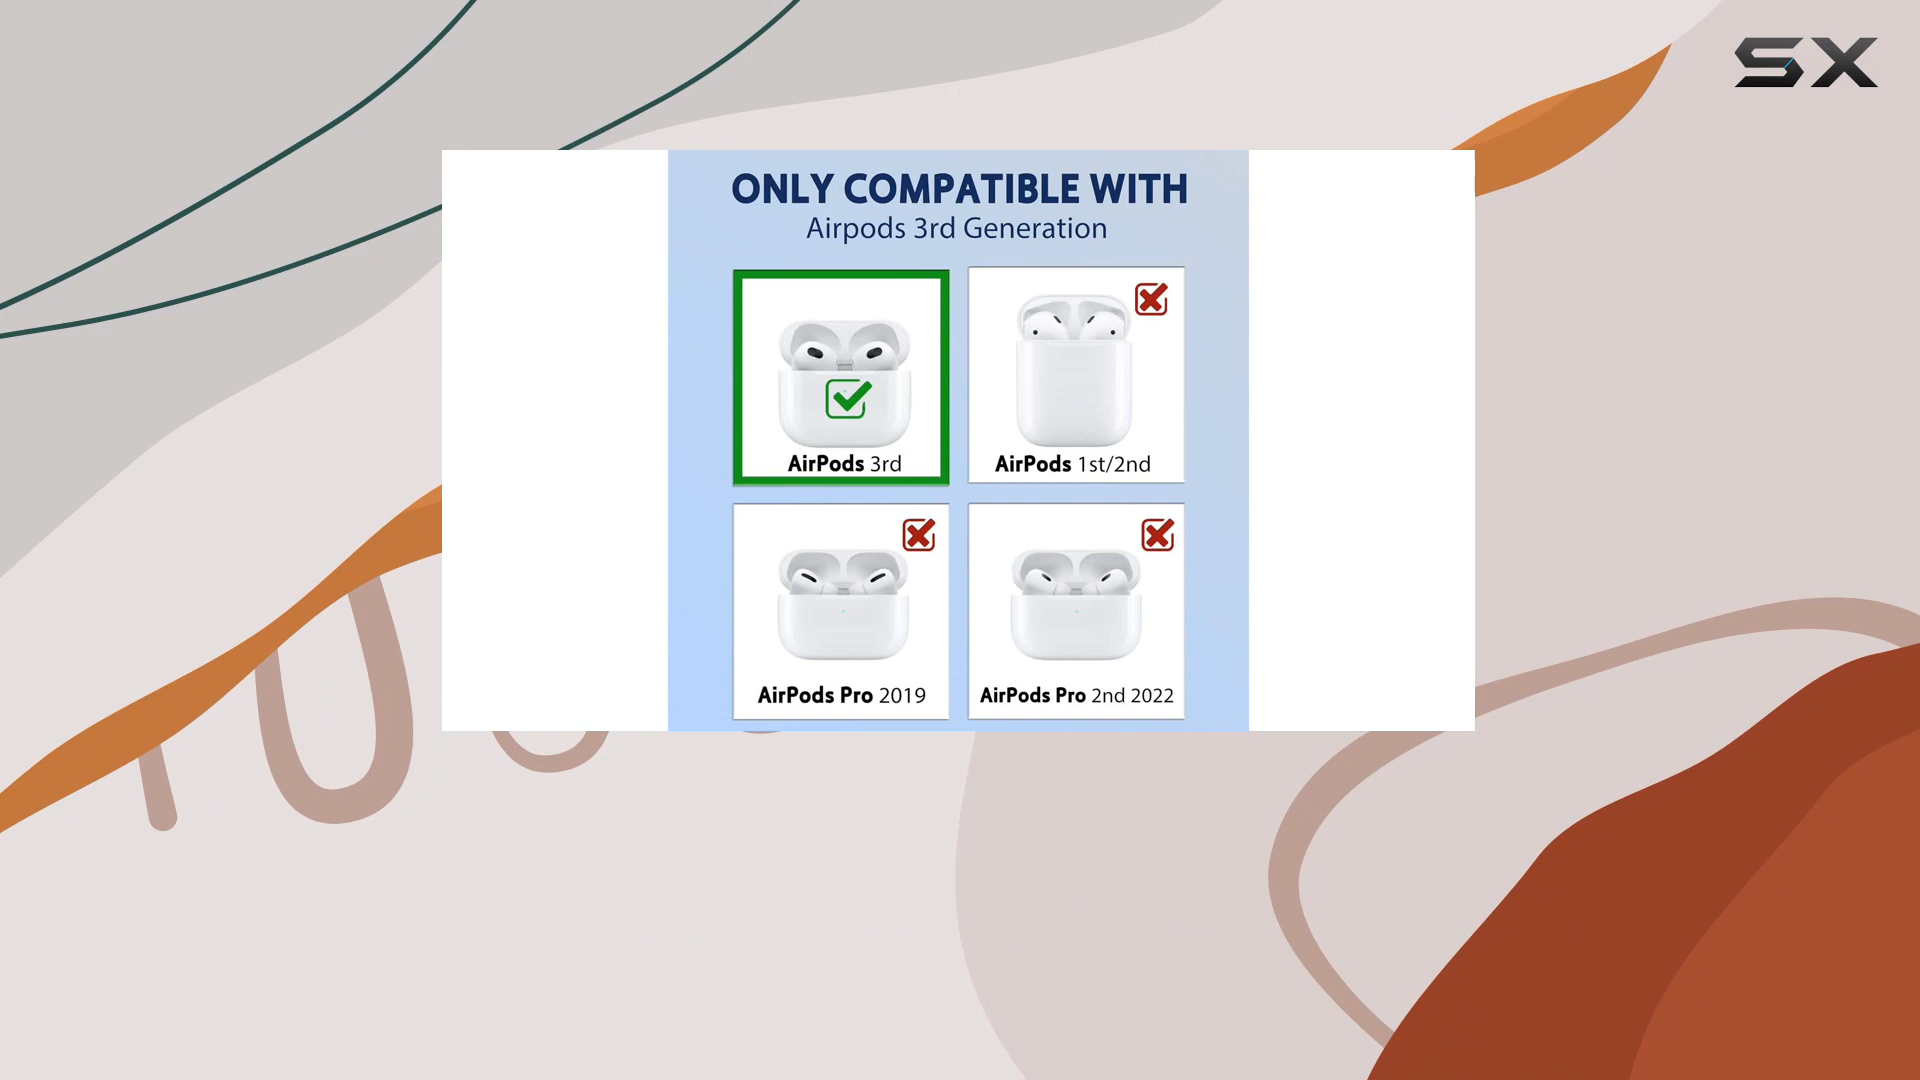 SX
ONLY COMPATIBLE WITH
Airpods 3rd Generation
AirPods 3rd
AirPods 1st/2nd
AirPods Pro 2019
AirPods Pro 2nd 2022